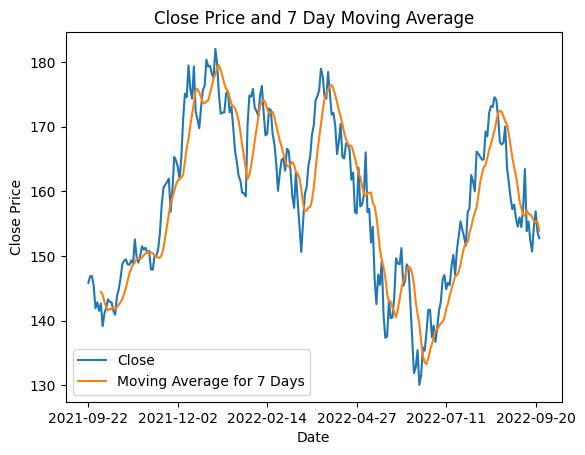 Close Price and 7 Day Moving Average
180
170
160
150
140
130
Close Price
Close
Moving Average for 7 Days
2021-09-22 2021-12-02 2022-02-14 2022-04-27 2022-07-11 2022-09-20
Date